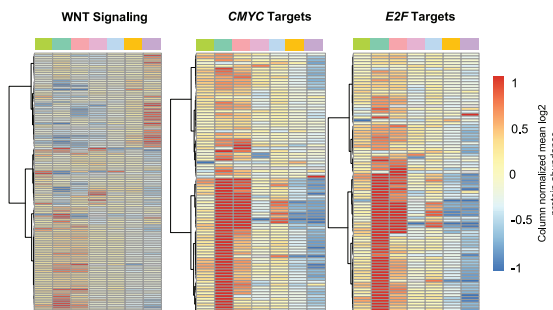 WNT Signaling
CMYC Targets
E2F Targets
1
0.5
0
-0.5
-1
Column normalized mean log2